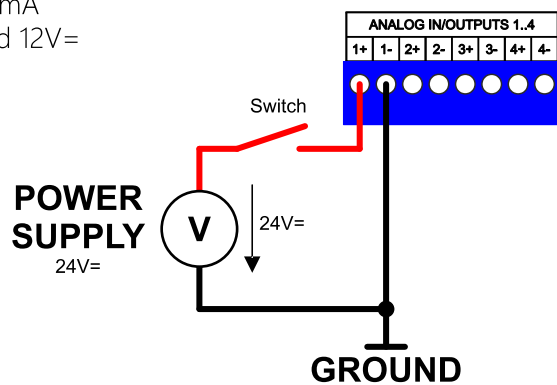 mA
d 12V=
ANALOG IN/OUTPUTS 1..4
1+ 1- 2+ 2- 3+ 3- 4+ 4-
Switch
POWER
SUPPLY
24V=
V
24V=
GROUND